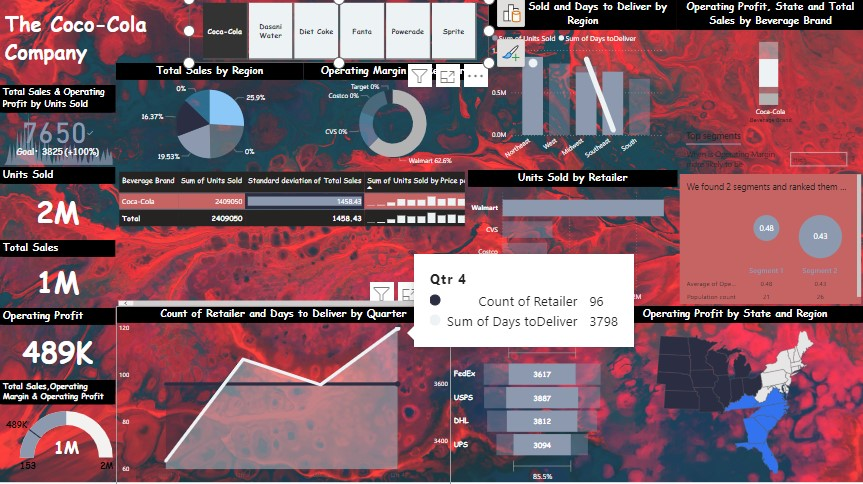 The Coco-Cola
Company
Coca-Cola
Dasani
Water
Diet Coke
Fanta
Powerade
Sprite
Sold and Days to Deliver by
Region
Operating Profit, State and Total
Sales by Beverage Brand
Total Sales & Operating
Profit by Units Sold
7650
Goal: 3825 (+100%)
Units Sold
2M
Total Sales
1M
Operating Profit
489K
Total Sales,Operating
Margin & Operating Profit
489K
1M
153
2M
Total Sales by Region
0%
25.9%
16.37%
19.53%
0%
Operating Margin
Target 0%
Costco 0%
CVS 0%
Walmart 62.6%
Sum of Units Sold
Sum of Days toDeliver
1.0M
0.5M
0.0M
Northeast
West
Midwest
Southeast
South
Coca-Cola
Beverage Brand
Top segments
Beverage Brand Sum of Units Sold Standard deviation of Total Sales Sum of Units Sold by Price pe
Coca-Cola 2409050 1458.43
Total 2409050 1458.43
Units Sold by Retailer
Walmart
CVS
Costco
We found 2 segments and ranked them ...
0.48
0.43
Segment 1
Segment 2
Average of Ope... 0.48 0.43
Population count 21 26
Qtr 4
Count of Retailer 96
Sum of Days toDeliver 3798
Count of Retailer and Days to Deliver by Quarter
120
100
80
60
3600
3400
FedEx 3617
USPS 3887
DHL 3812
UPS 3094
85.5%
Operating Profit by State and Region